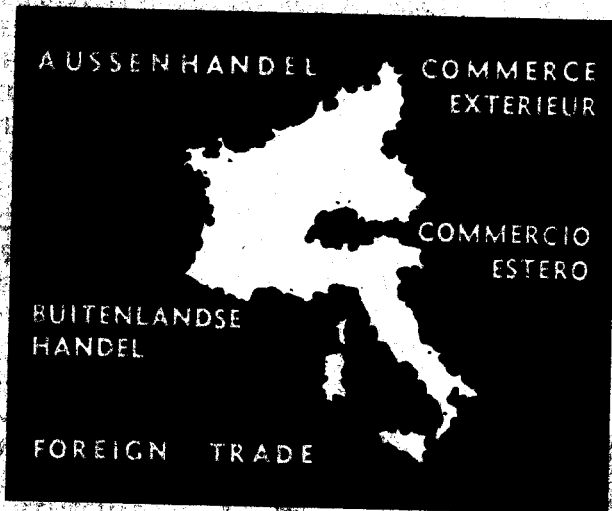 AUSSENHANDEL
COMMERCE
EXTERIEUR
COMMERCIO
ESTERO
BUITENLANDSE
HANDEL
FOREIGN TRADE